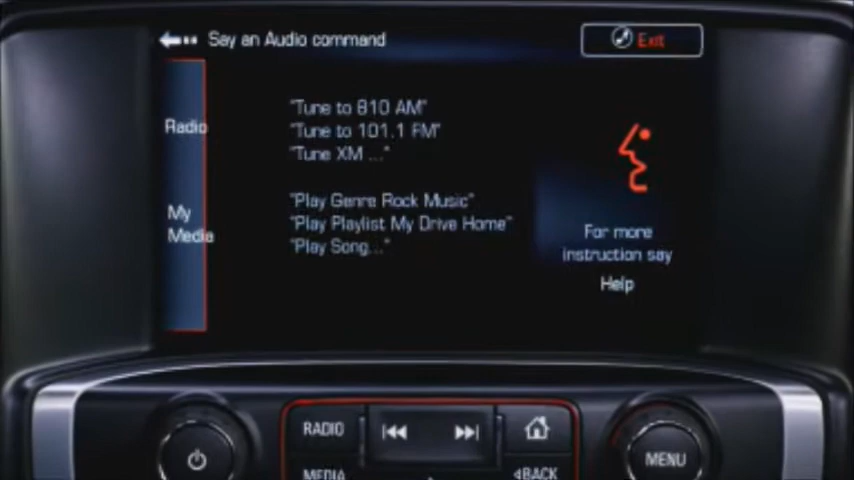 Say an Audio command
Exit
Radio
"Tune to 810 AM"
"Tune to 101.1 FM"
"Tune XM ..."
My
Media
"Play Genre Rock Music"
"Play Playlist My Drive Home"
"Play Song..."
For more
instruction say
Help
RADIO
MEDIA
BACK
MENU